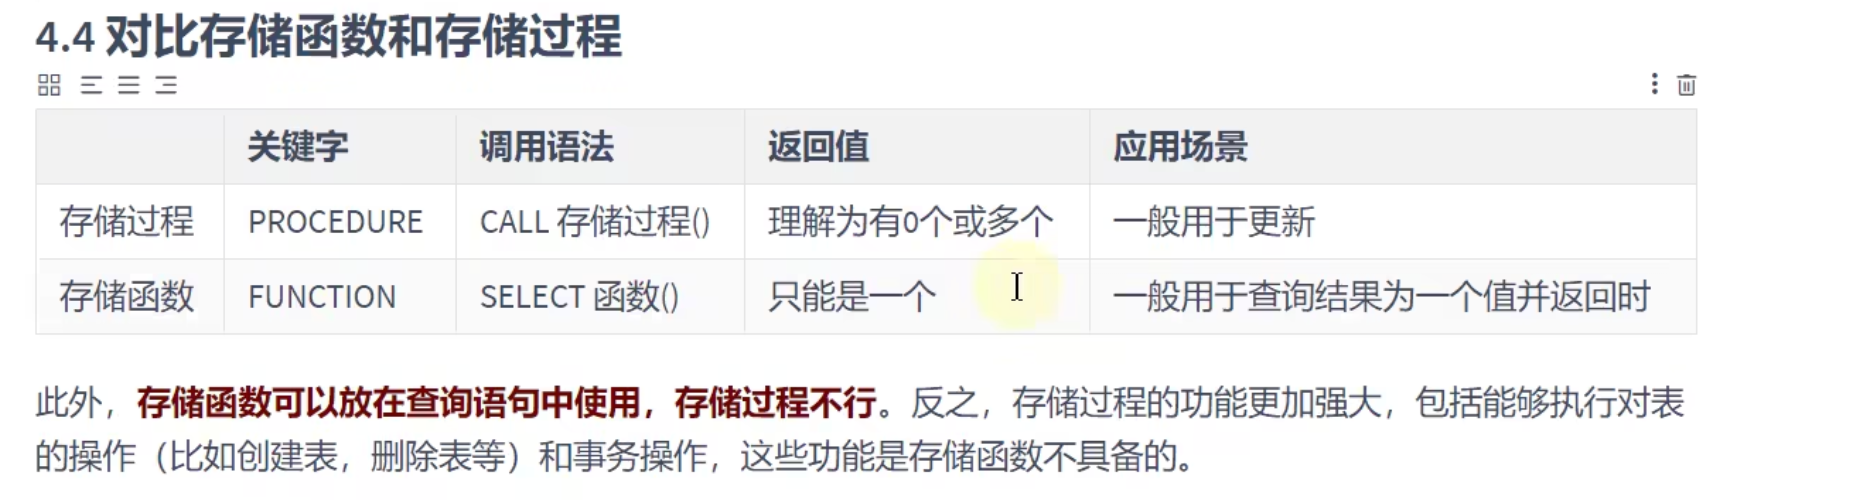 4.4 对比存储函数和存储过程
关键字 调用语法 返回值 应用场景
存储过程 PROCEDURE CALL 存储过程() 理解为有0个或多个 一般用于更新
存储函数 FUNCTION SELECT 函数() 只能是一个 一般用于查询结果为一个值并返回时
此外，存储函数可以放在查询语句中使用，存储过程不行。反之，存储过程的功能更加强大，包括能够执行对表
的操作（比如创建表，删除表等）和事务操作，这些功能是存储函数不具备的。